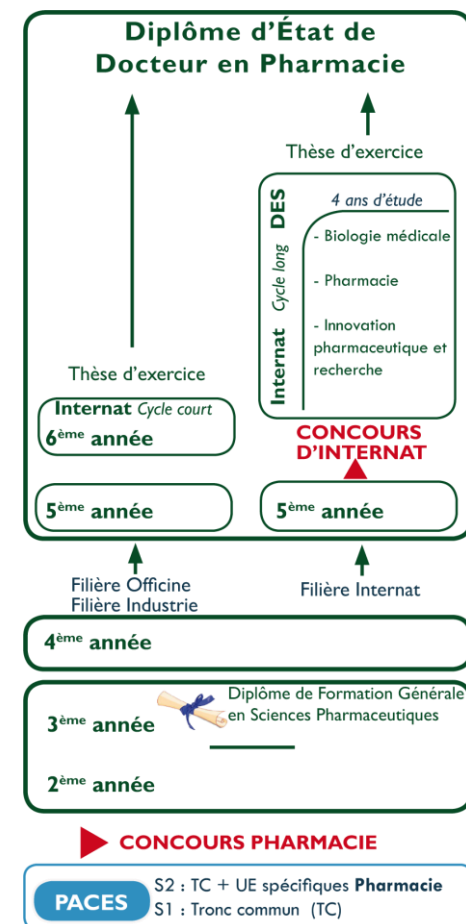 Diplôme d'État de
Docteur en Pharmacie
Thèse d'exercice
Internat Cycle long DES
4 ans d'étude
- Biologie médicale
- Pharmacie
- Innovation
pharmaceutique et
recherche
Thèse d'exercice
Internat Cycle court
6ème année
CONCOURS
D'INTERNAT
5ème année
5ème année
Filière Officine
Filière Industrie
Filière Internat
4ème année
Diplôme de Formation Générale
en Sciences Pharmaceutiques
3ème année
2ème année
CONCOURS PHARMACIE
PACES
S2 : TC + UE spécifiques Pharmacie
S1 : Tronc commun (TC)